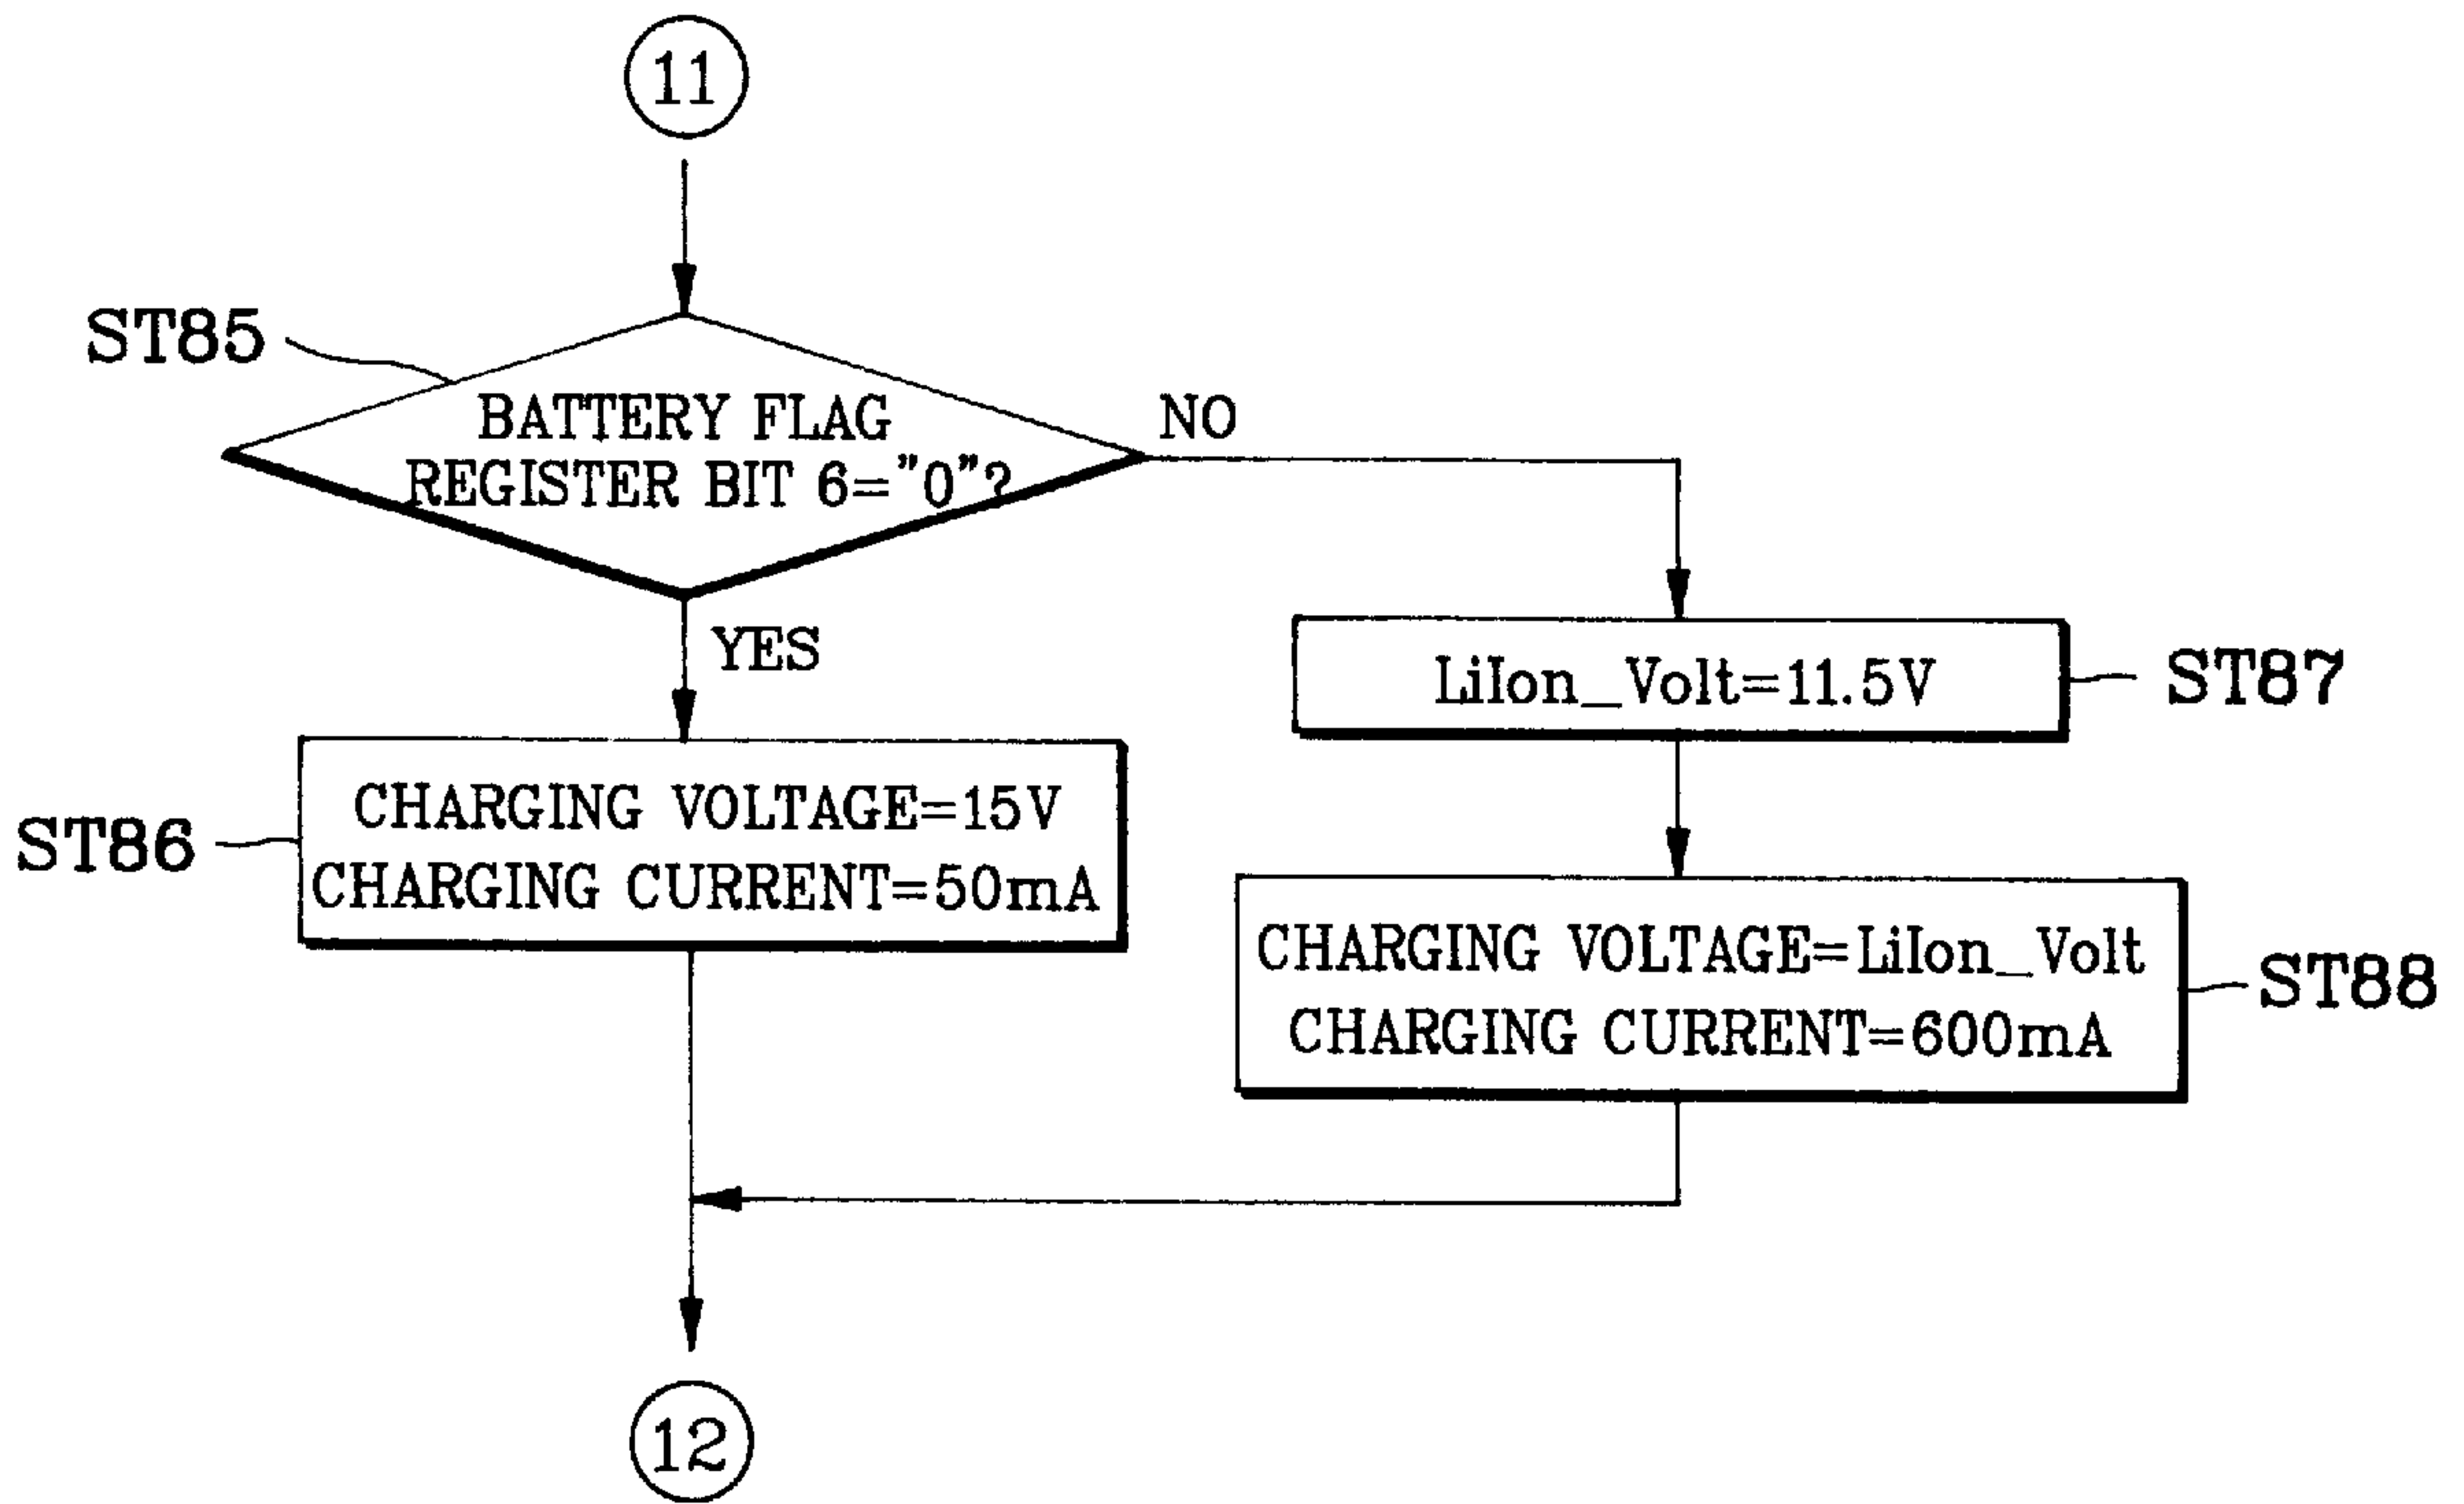 11
ST85
BATTERY FLAG
REGISTER BIT 6="0"?
NO
YES
LiIon_Volt=11.5V
ST87
ST86
CHARGING VOLTAGE=15V
CHARGING CURRENT=50mA
CHARGING VOLTAGE=LiIon_Volt
CHARGING CURRENT=600mA
ST88
12